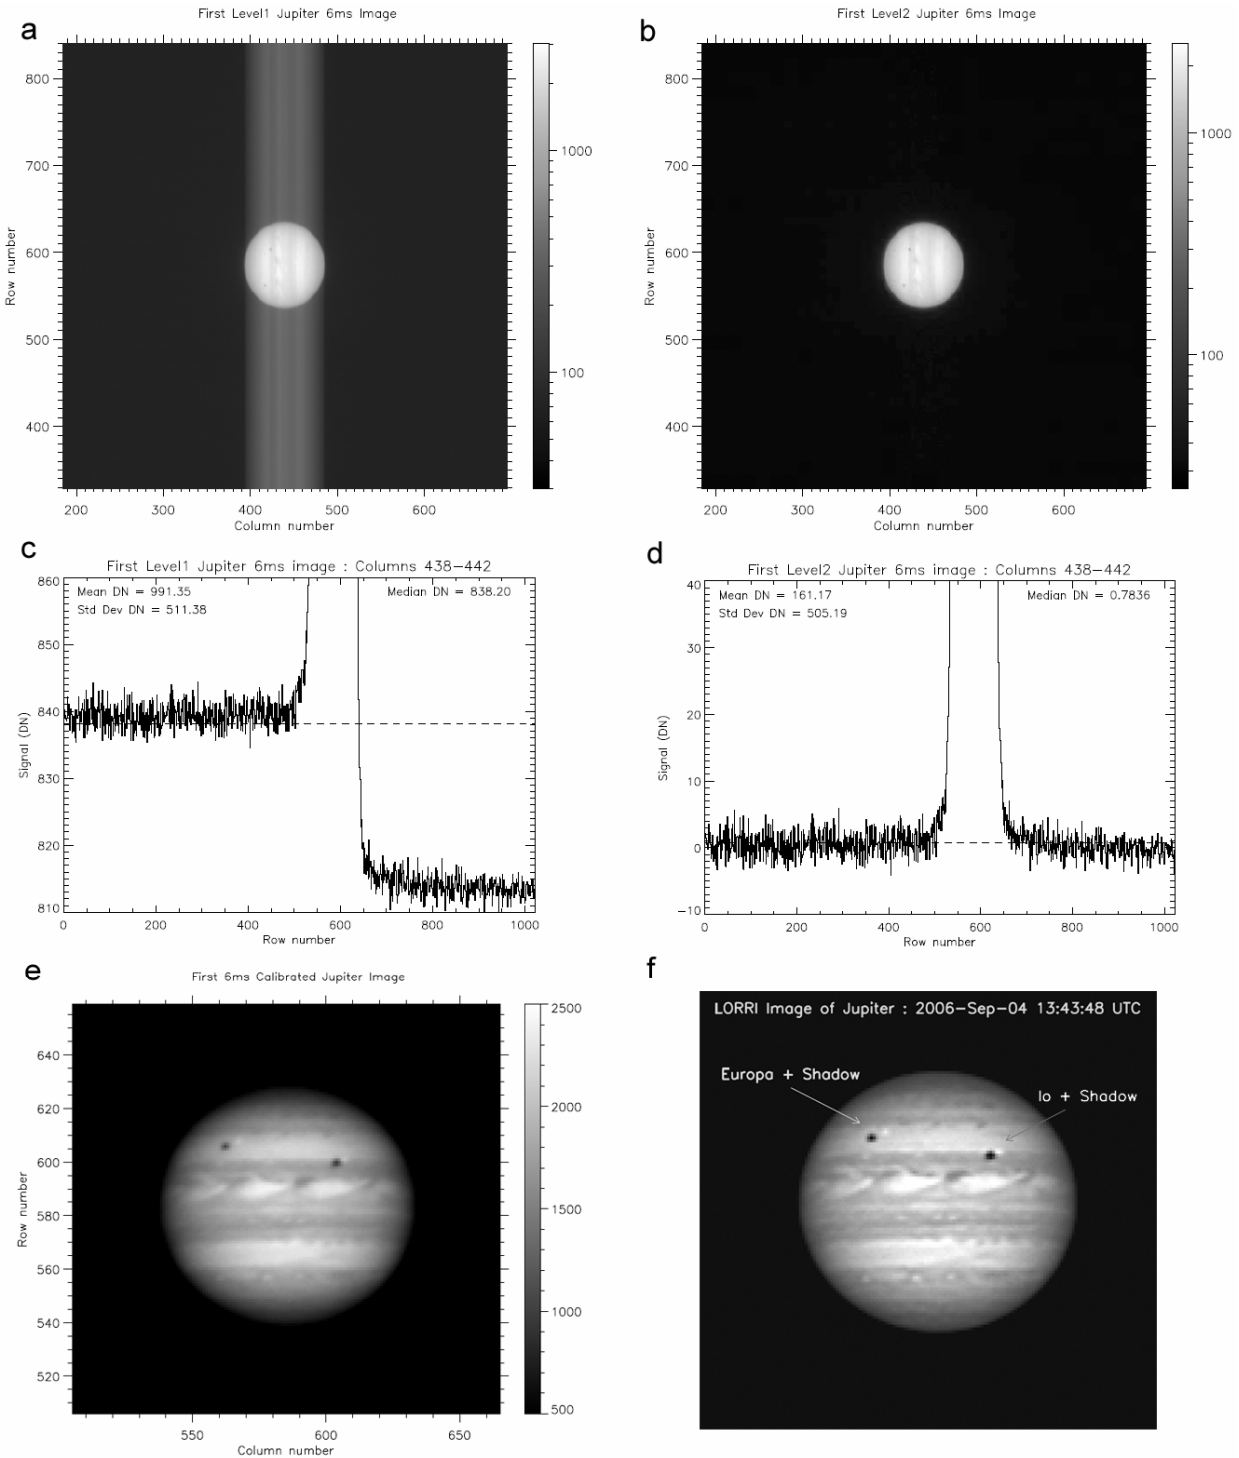 a
First Level1 Jupiter 6ms Image
800
700
600
500
400
Row number
200 300 400 500 600
Column number
1000
100
b
First Level2 Jupiter 6ms Image
800
700
600
500
400
Row number
200 300 400 500 600
Column number
1000
100
c
First Level1 Jupiter 6ms image : Columns 438-442
Mean DN = 991.35
Std Dev DN = 511.38
Median DN = 838.20
860
850
840
830
820
810
Signal (DN)
0 200 400 600 800 1000
Row number
d
First Level2 Jupiter 6ms image : Columns 438-442
Mean DN = 161.17
Std Dev DN = 505.19
Median DN = 0.7836
40
30
20
10
0
-10
Signal (DN)
0 200 400 600 800 1000
Row number
e
First 6ms Calibrated Jupiter Image
640
620
600
580
560
540
520
Row number
550 600 650
Column number
2500
2000
1500
1000
500
f
LORRI Image of Jupiter : 2006-Sep-04 13:43:48 UTC
Europa + Shadow
Io + Shadow